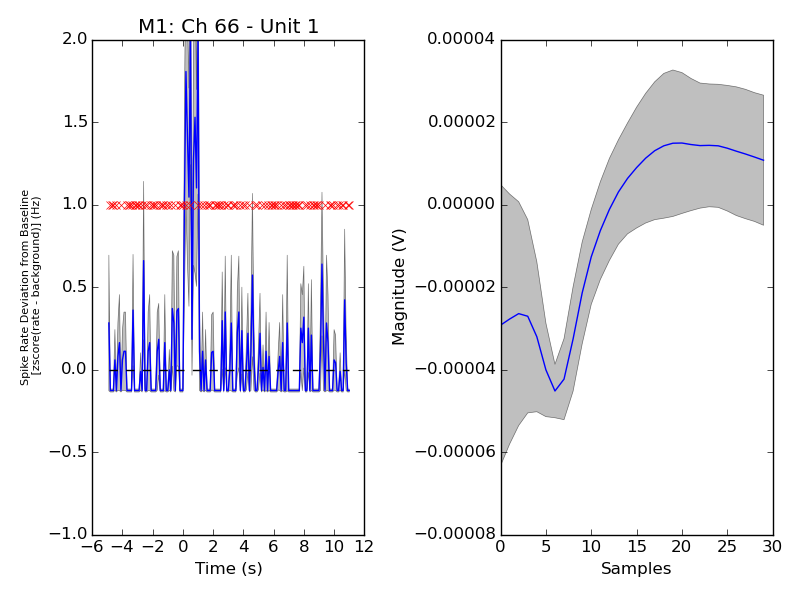 M1: Ch 66 - Unit 1
2.0
1.5
1.0
0.5
0.0
−0.5
−1.0
−6 −4 −2 0 2 4 6 8 10 12
Time (s)
Spike Rate Deviation from Baseline
[zscore(rate - background)] (Hz)
0.00004
0.00002
0.00000
−0.00002
−0.00004
−0.00006
−0.00008
0 5 10 15 20 25 30
Samples
Magnitude (V)